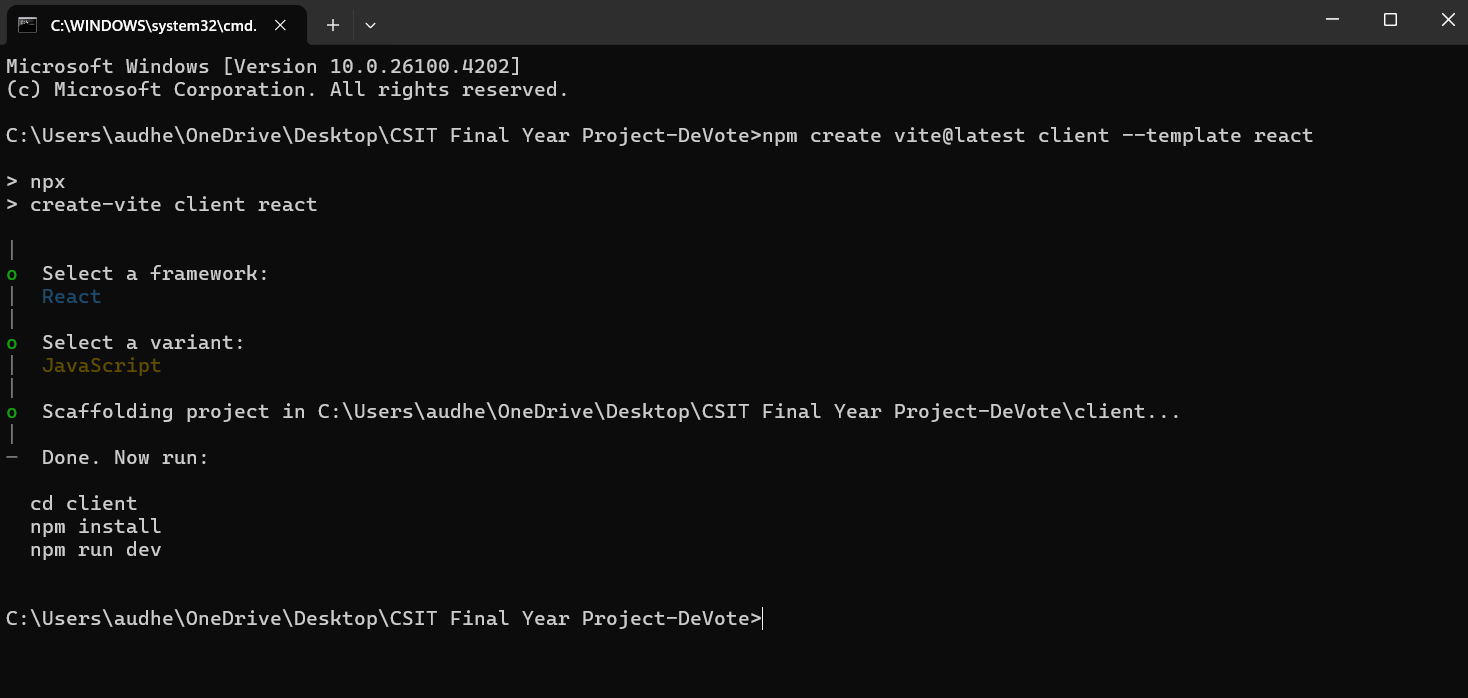 C:\WINDOWS\system32\cmd.
Microsoft Windows [Version 10.0.26100.4202]
(c) Microsoft Corporation. All rights reserved.
C:\Users\audhe\OneDrive\Desktop\CSIT Final Year Project-DeVote>npm create vite@latest client --template react
> npx
> create-vite client react
|
o  Select a framework:
|  React
|
o  Select a variant:
|  JavaScript
|
o  Scaffolding project in C:\Users\audhe\OneDrive\Desktop\CSIT Final Year Project-DeVote\client...
|
—  Done. Now run:
cd client
npm install
npm run dev
C:\Users\audhe\OneDrive\Desktop\CSIT Final Year Project-DeVote>